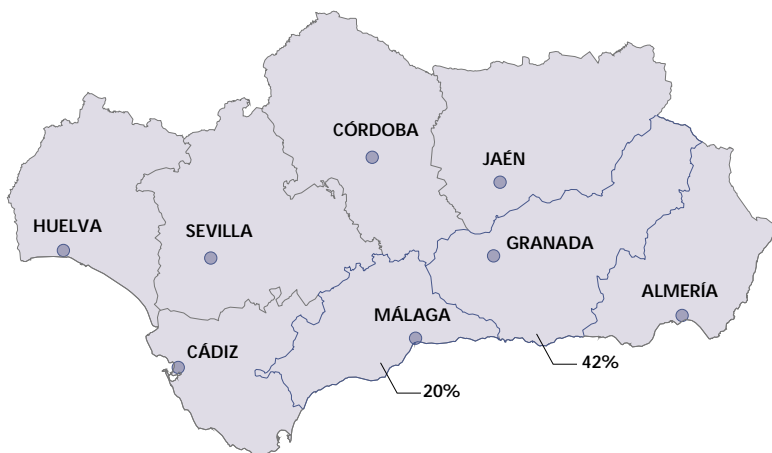 CÓRDOBA
JAÉN
HUELVA
SEVILLA
GRANADA
ALMERÍA
MÁLAGA
CÁDIZ
42%
20%